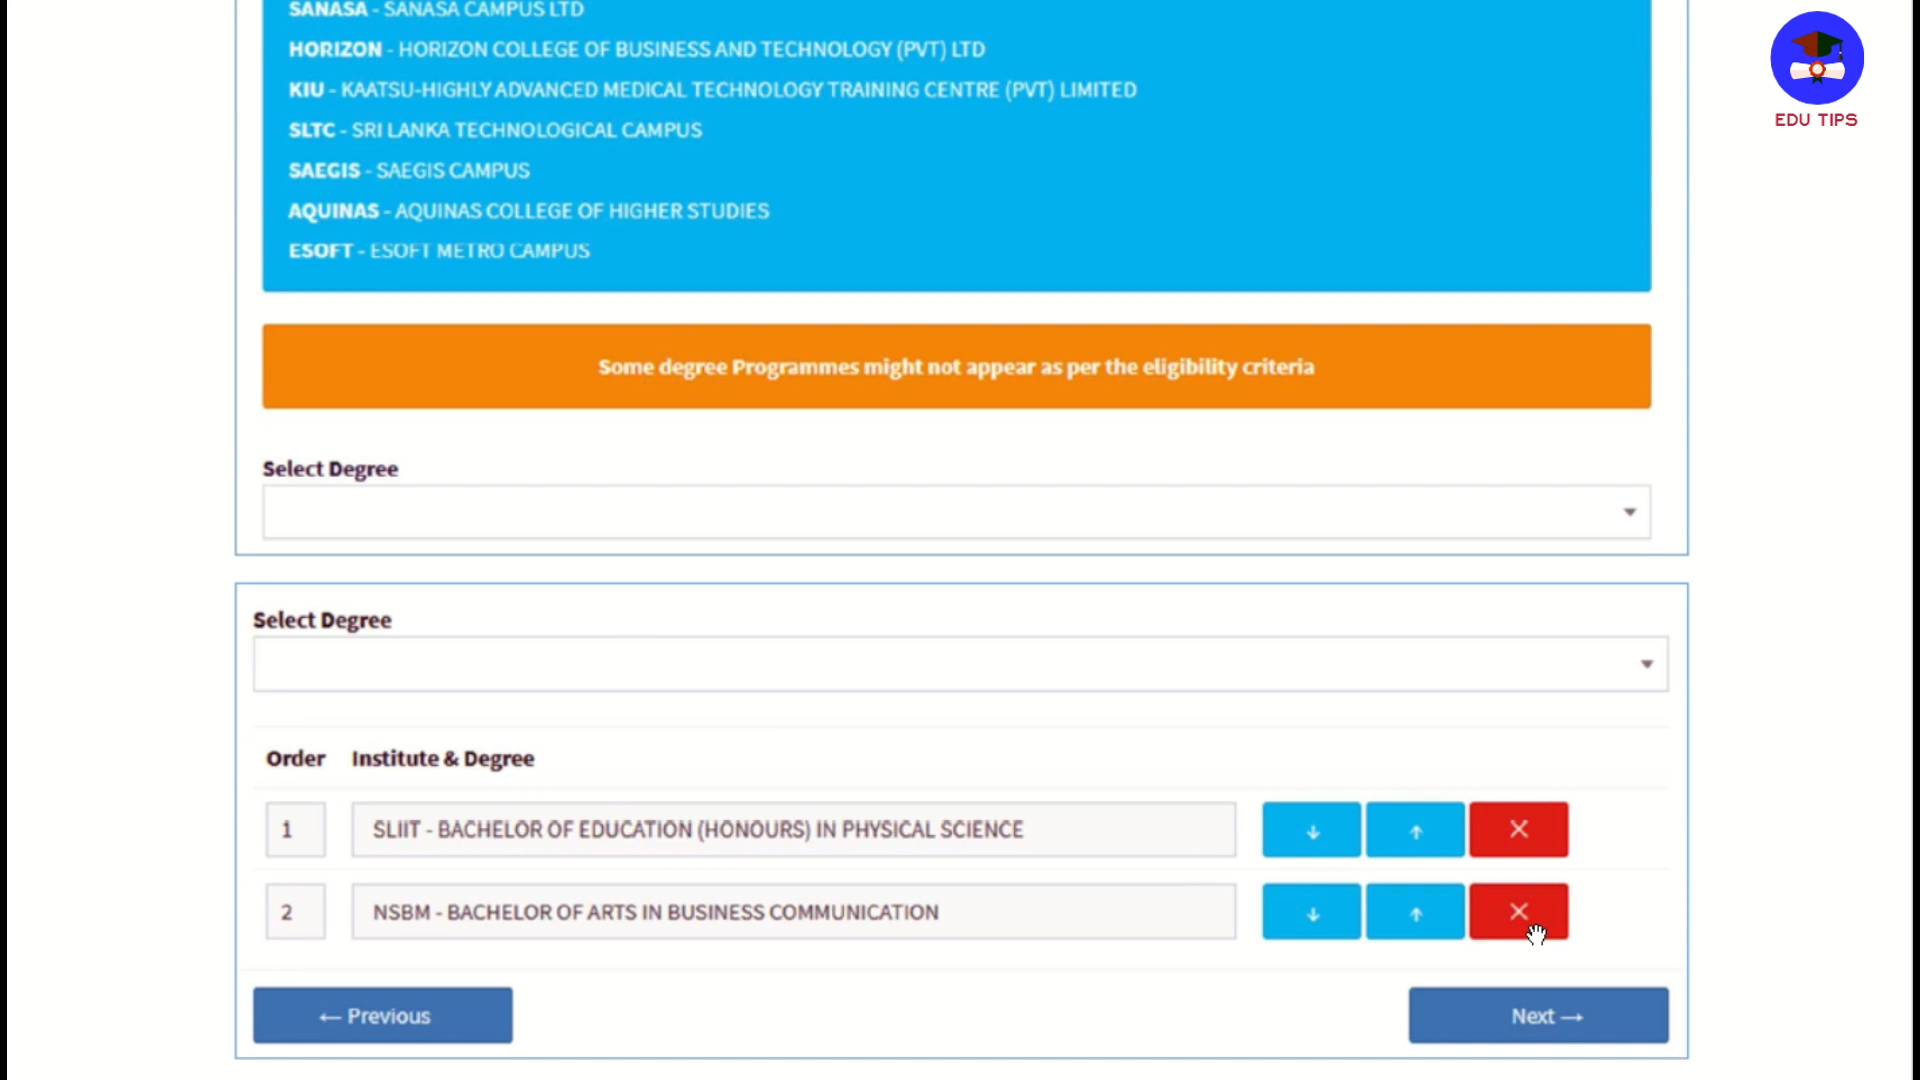 SANASA - SANASA CAMPUS LTD
HORIZON - HORIZON COLLEGE OF BUSINESS AND TECHNOLOGY (PVT) LTD
KIU - KAATSU-HIGHLY ADVANCED MEDICAL TECHNOLOGY TRAINING CENTRE (PVT) LIMITED
SLTC - SRI LANKA TECHNOLOGICAL CAMPUS
SAEGIS - SAEGIS CAMPUS
AQUINAS - AQUINAS COLLEGE OF HIGHER STUDIES
ESOFT - ESOFT METRO CAMPUS
EDU TIPS
Some degree Programmes might not appear as per the eligibility criteria
Select Degree
Select Degree
Order Institute & Degree
1 SLIIT - BACHELOR OF EDUCATION (HONOURS) IN PHYSICAL SCIENCE
2 NSBM - BACHELOR OF ARTS IN BUSINESS COMMUNICATION
← Previous Next →